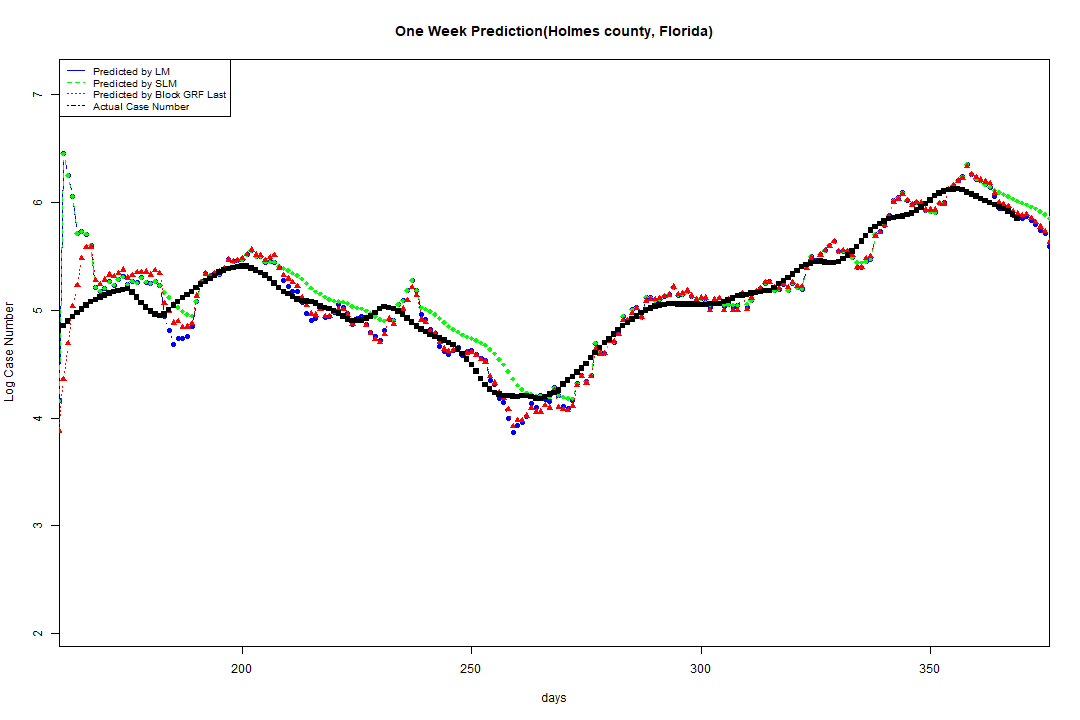 One Week Prediction(Holmes county, Florida)
Predicted by LM
Predicted by SLM
Predicted by Block GRF Last
Actual Case Number
7
6
5
4
3
2
Log Case Number
200 250 300 350
days